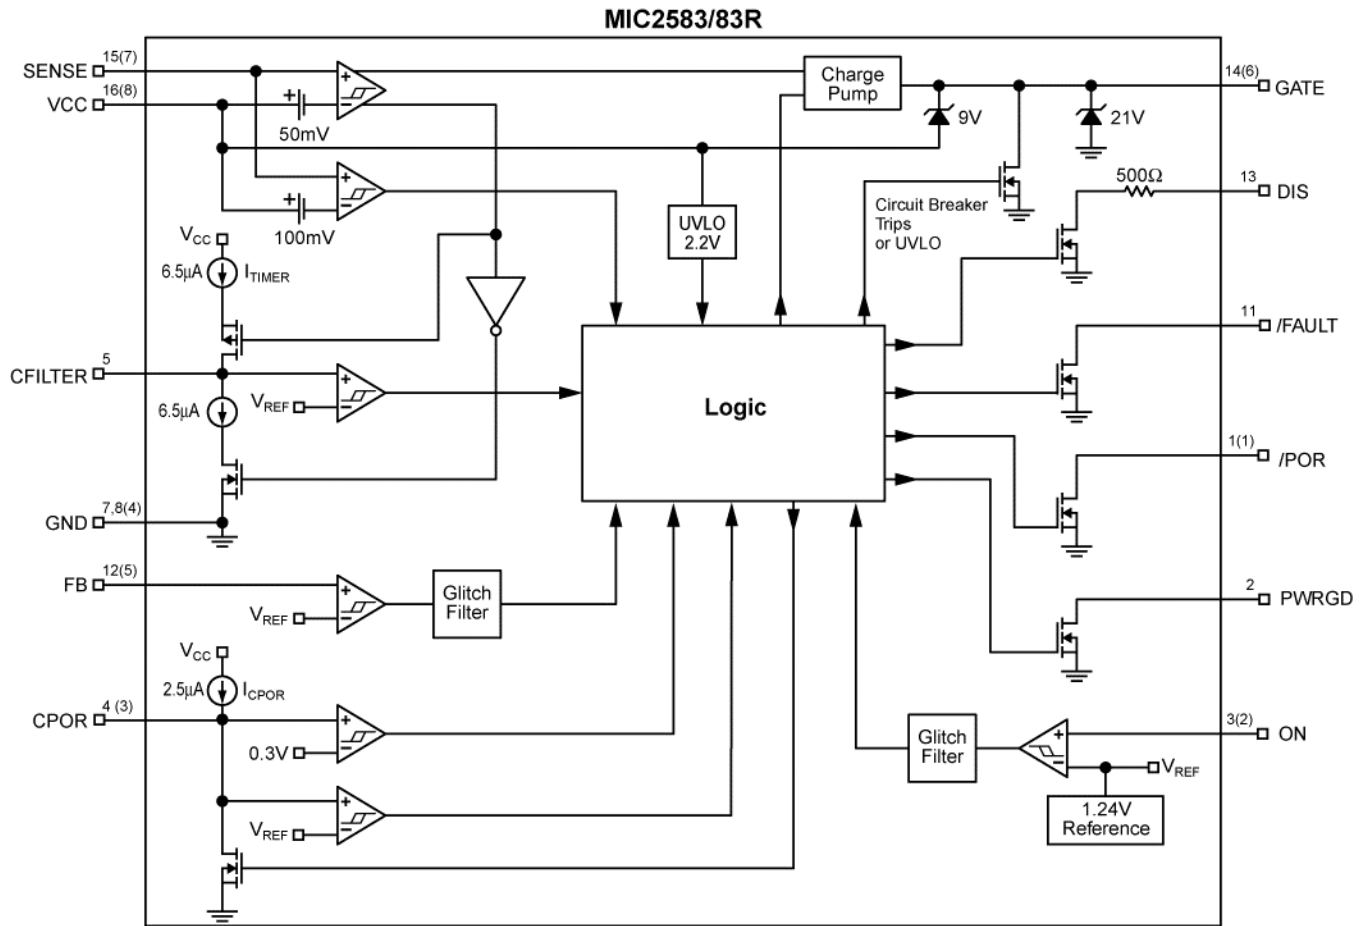 MIC2583/83R
SENSE
15(7)
VCC
16(8)
+
50mV
+
–
Charge
Pump
14(6)
GATE
9V
21V
+
100mV
+
–
UVLO
2.2V
Circuit Breaker
Trips
or UVLO
500Ω
13
DIS
VCC
6.5µA
ITIMER
11
/FAULT
CFILTER
5
6.5µA
VREF
+
–
Logic
1(1)
/POR
GND
7,8(4)
FB
12(5)
VREF
+
–
Glitch
Filter
2
PWRGD
VCC
2.5µA
ICPOR
CPOR
4 (3)
0.3V
+
–
VREF
+
–
Glitch
Filter
+
–
3(2)
ON
VREF
1.24V
Reference